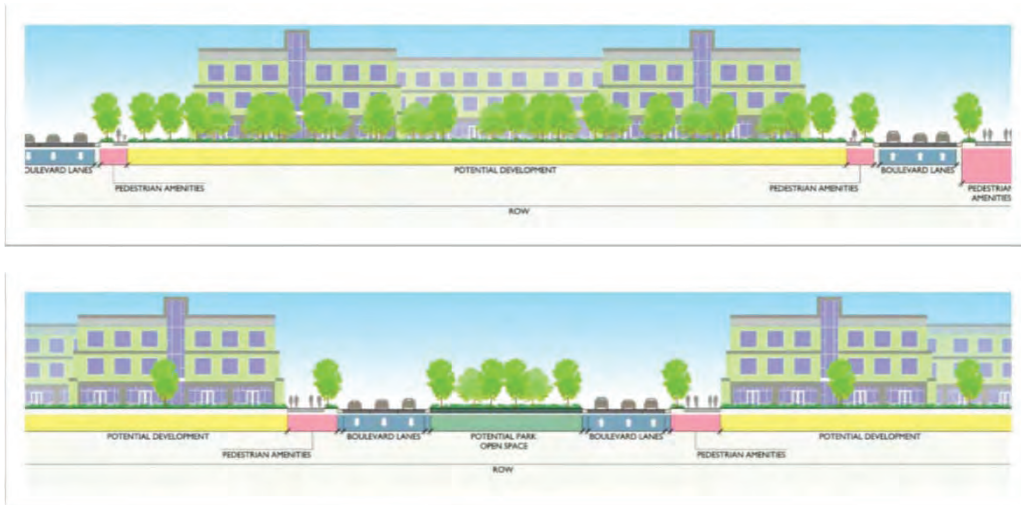 OULEVARD LANES
POTENTIAL DEVELOPMENT
BOULEVARD LANES
PEDESTRIAN AMENITIES
PEDESTRIAN AMENITIES
PEDESTRIAN
AMENITIES
ROW
POTENTIAL DEVELOPMENT
BOULEVARD LANES
POTENTIAL PARK
OPEN SPACE
BOULEVARD LANES
POTENTIAL DEVELOPMENT
PEDESTRIAN AMENITIES
PEDESTRIAN AMENITIES
ROW